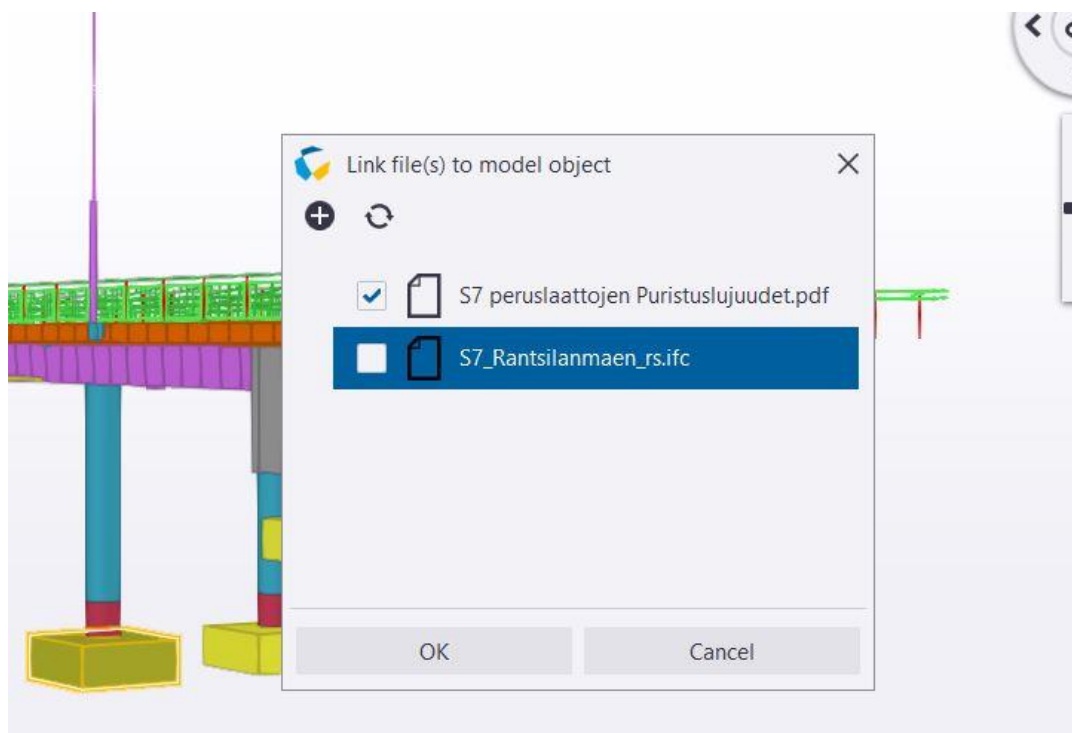 Link file(s) to model object
S7 peruslaattojen Puristuslujuudet.pdf
S7_Rantsilanmaen_rs.ifc
OK
Cancel